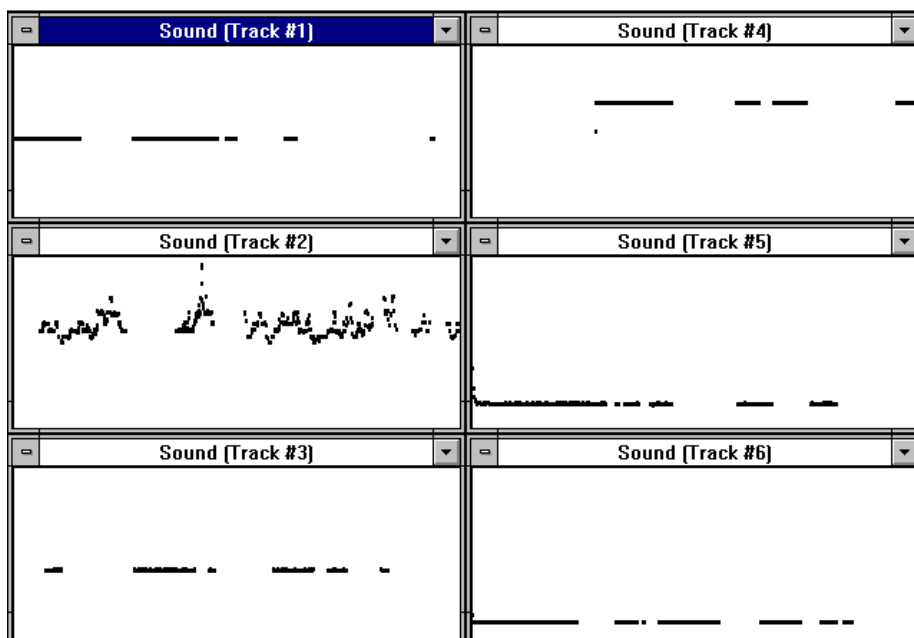 Sound (Track #1)
Sound (Track #4)
Sound (Track #2)
Sound (Track #5)
Sound (Track #3)
Sound (Track #6)